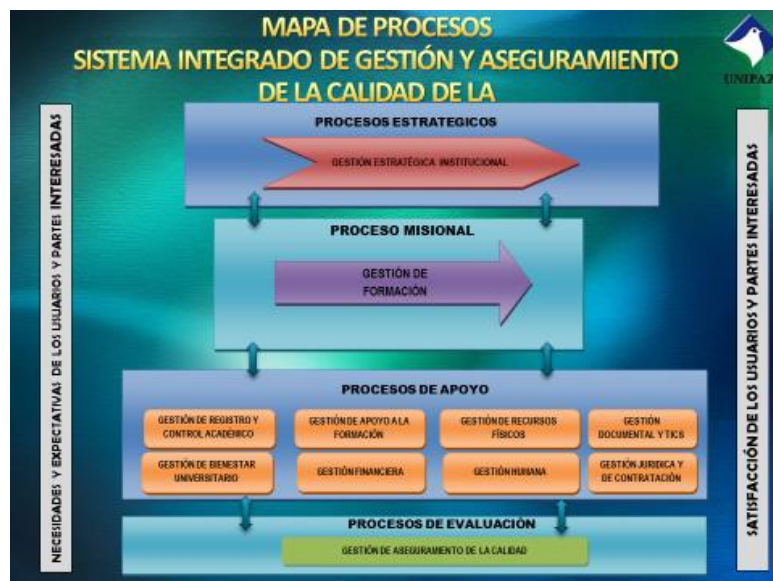 MAPA DE PROCESOS
SISTEMA INTEGRADO DE GESTIÓN Y ASEGURAMIENTO
DE LA CALIDAD DE LA
UNIPAZ
NECESIDADES Y EXPECTATIVAS DE LOS USUARIOS Y PARTES INTERESADAS
PROCESOS ESTRATEGICOS
GESTIÓN ESTRATÉGICA INSTITUCIONAL
PROCESO MISIONAL
GESTIÓN DE
FORMACIÓN
PROCESOS DE APOYO
GESTIÓN DE REGISTRO Y
CONTROL ACADÉMICO
GESTIÓN DE APOYO A LA
FORMACIÓN
GESTIÓN DE RECURSOS
FÍSICOS
GESTIÓN
DOCUMENTAL Y TICS
GESTIÓN DE BIENESTAR
UNIVERSITARIO
GESTIÓN FINANCIERA
GESTIÓN HUMANA
GESTIÓN JURIDICA Y
DE CONTRATACIÓN
PROCESOS DE EVALUACIÓN
GESTIÓN DE ASEGURAMIENTO DE LA CALIDAD
SATISFACCIÓN DE LOS USUARIOS Y PARTES INTERESADAS